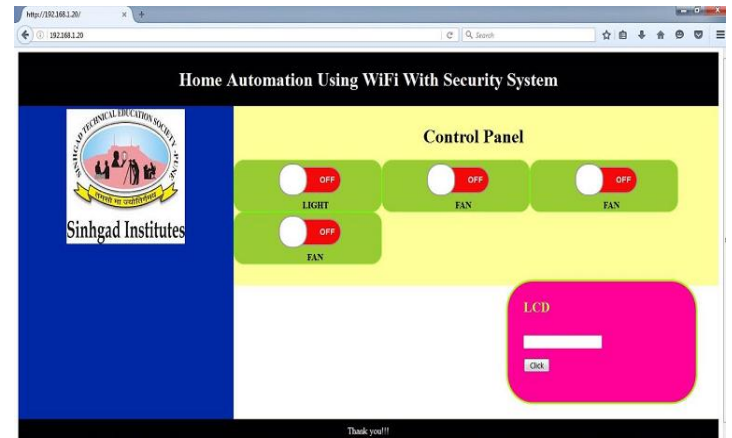 http://192.168.1.20/
192.168.1.20
Search
Home Automation Using WiFi With Security System
SINHGAD TECHNICAL EDUCATION SOCIETY - PUNE
Sinhgad Institutes
Control Panel
OFF
LIGHT
OFF
FAN
OFF
FAN
OFF
FAN
LCD
Click
Thank you!!!